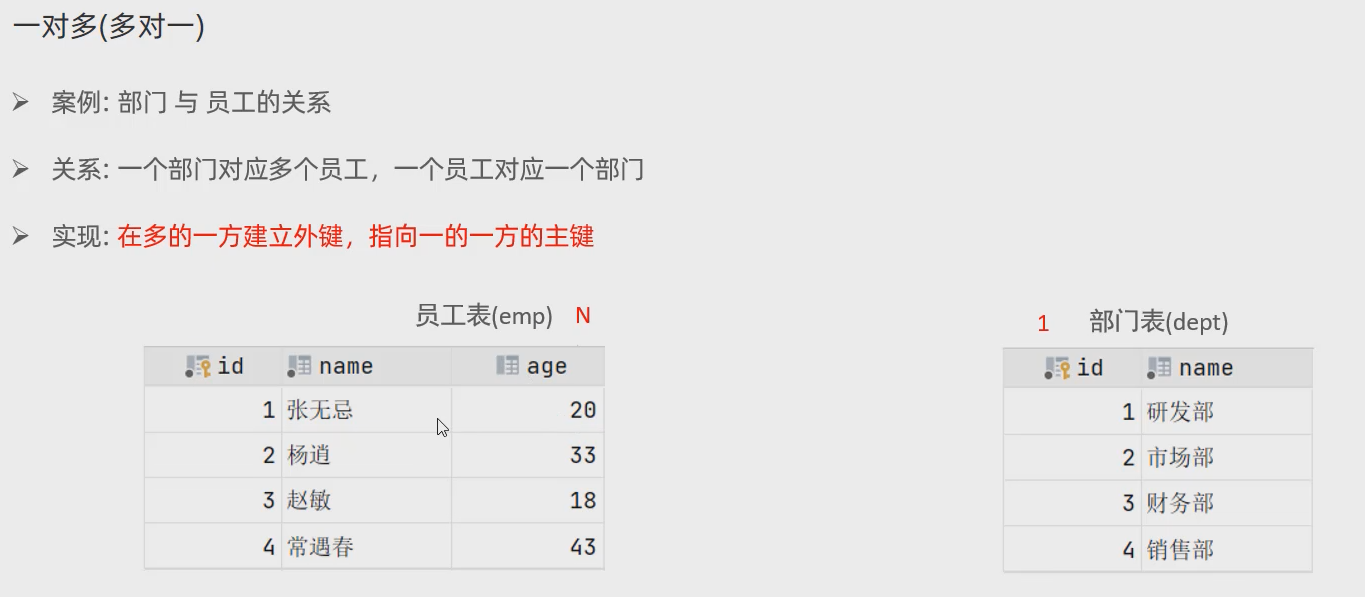 一对多(多对一)
案例: 部门 与 员工的关系
关系: 一个部门对应多个员工，一个员工对应一个部门
实现: 在多的一方建立外键，指向一的一方的主键
员工表(emp) N
id name age
1 张无忌 20
2 杨逍 33
3 赵敏 18
4 常遇春 43
1 部门表(dept)
id name
1 研发部
2 市场部
3 财务部
4 销售部